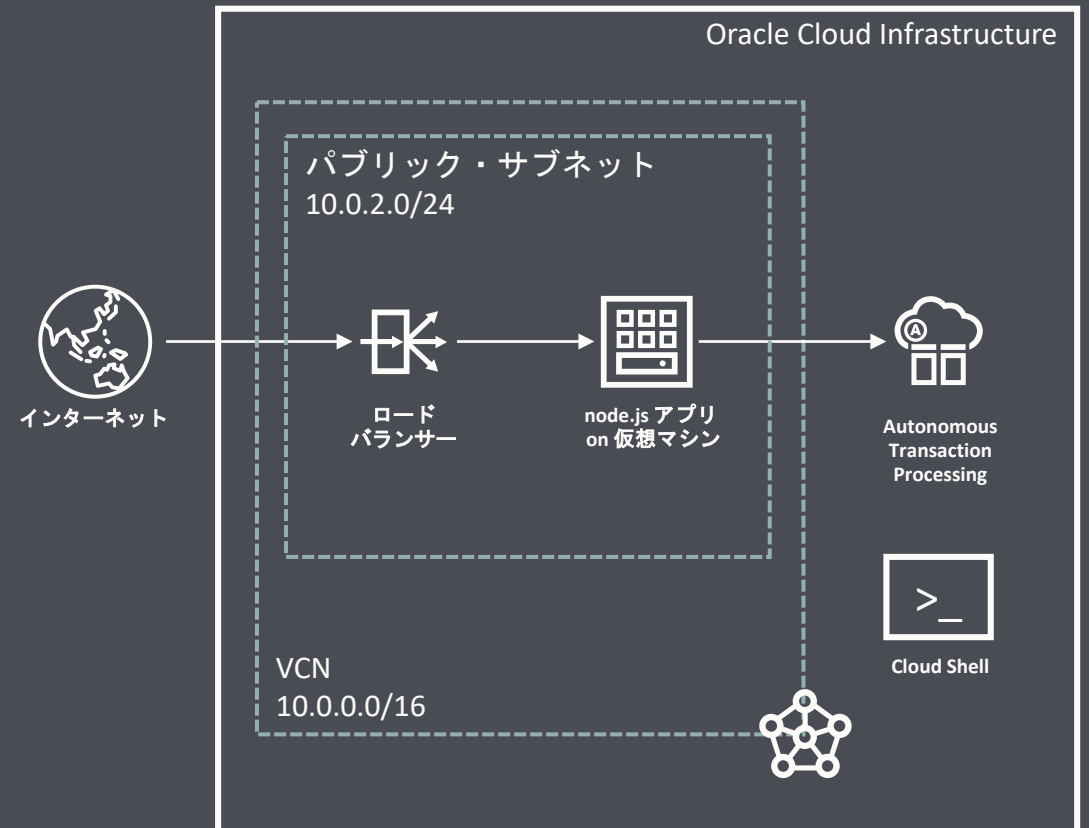 Oracle Cloud Infrastructure
パブリック・サブネット
10.0.2.0/24
インターネット
ロード
バランサー
node.js アプリ
on 仮想マシン
A
Autonomous
Transaction
Processing
>_
Cloud Shell
VCN
10.0.0.0/16